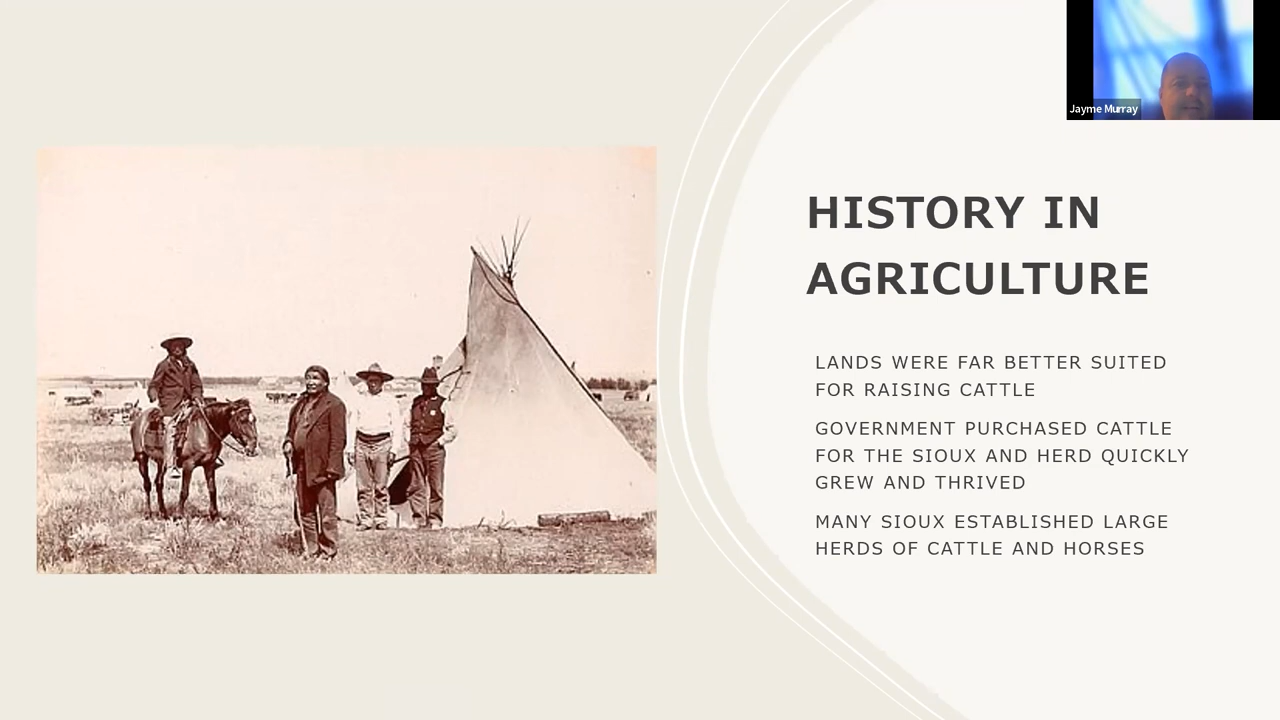 Jayme Murray
HISTORY IN
AGRICULTURE
LANDS WERE FAR BETTER SUITED
FOR RAISING CATTLE
GOVERNMENT PURCHASED CATTLE
FOR THE SIOUX AND HERD QUICKLY
GREW AND THRIVED
MANY SIOUX ESTABLISHED LARGE
HERDS OF CATTLE AND HORSES